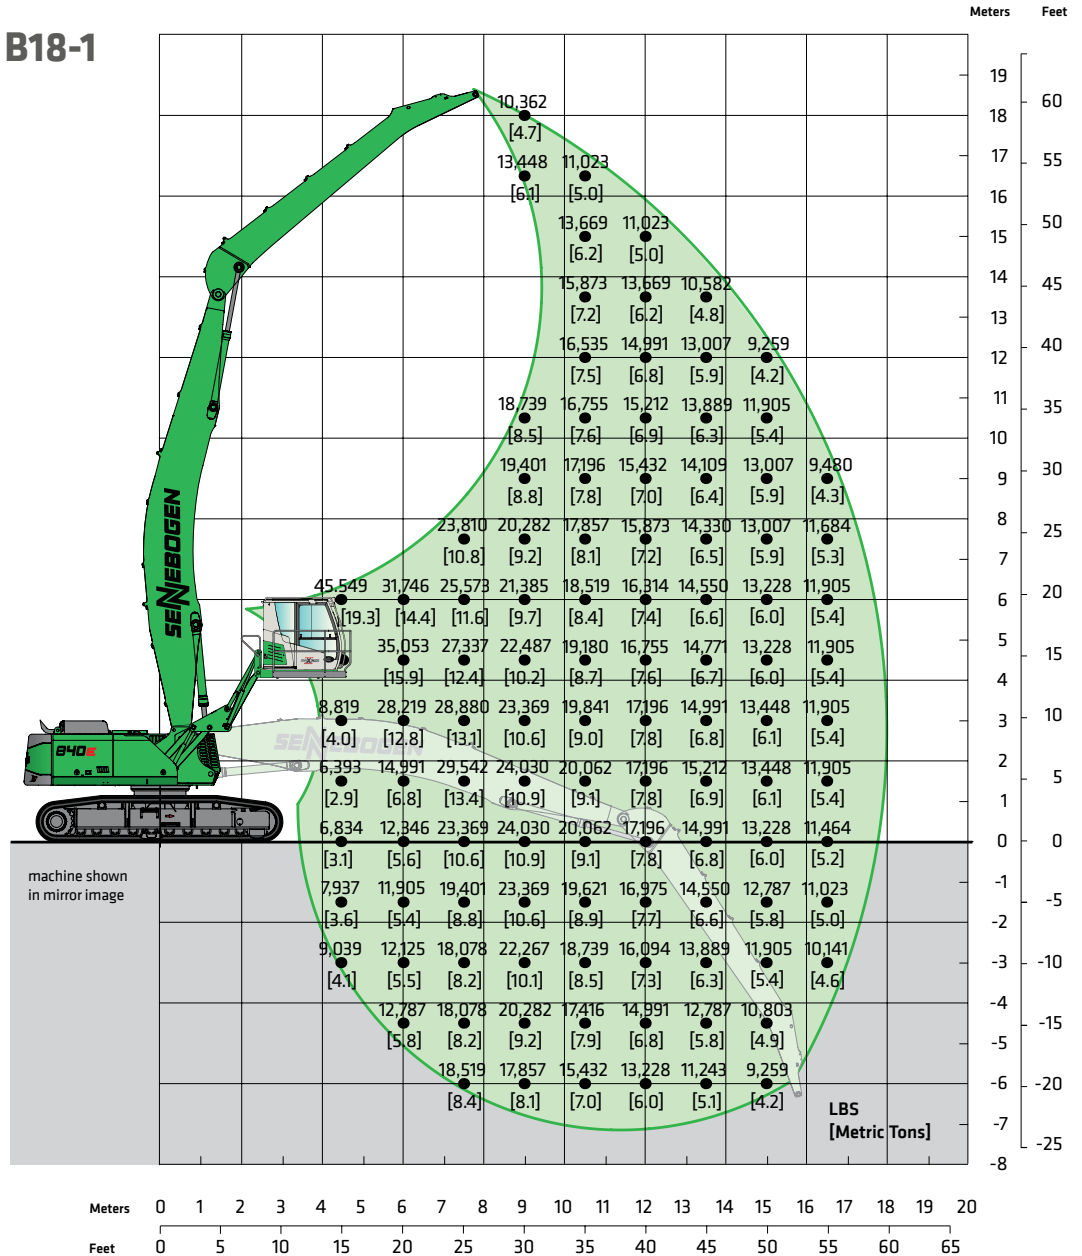 Meters Feet
B18-1
19
10,362 60
18
[4.7]
17
13,448 11,023 55
[6.1] [5.0] 16
13,669 11,023 50
15
[6.2] [5.0]
14 45
15,873 13,669 10,582
[7.2] [6.2] [4.8] 13
16,535 14,991 13,007 9,259 40
12
[7.5] [6.8] [5.9] [4.2]
11
18,739 16,755 15,212 13,889 11,905 35
[8.5] [7.6] [6.9] [6.3] [5.4] 10
19,401 17,196 15,432 14,109 13,007 9,480 30
9
[8.8] [7.8] [7.0] [6.4] [5.9] [4.3]
8
23,810 20,282 17,857 15,873 14,330 13,007 11,684 25
[10.8] [9.2] [8.1] [7.2] [6.5] [5.9] [5.3] 7
45,549 31,746 25,573 21,385 18,519 16,314 14,550 13,228 11,905 6 20
[19.3] [14.4] [11.6] [9.7] [8.4] [7.4] [6.6] [6.0] [5.4]
SENNEBOGEN
5
35,053 27,337 22,487 19,180 16,755 14,771 13,228 11,905 15
[15.9] [12.4] [10.2] [8.7] [7.6] [6.7] [6.0] [5.4] 4
8,819 28,219 28,880 23,369 19,841 17,196 14,991 13,448 11,905 3 10
[4.0] [12.8] [13.1] [10.6] [9.0] [7.8] [6.8] [6.1] [5.4]
SENNEBOGEN
840E
2
6,393 14,991 29,542 24,030 20,062 17,196 15,212 13,448 11,905 5
[2.9] [6.8] [13.4] [10.9] [9.1] [7.8] [6.9] [6.1] [5.4] 1
6,834 12,346 23,369 24,030 20,062 17,196 14,991 13,228 11,464
0 0
[3.1] [5.6] [10.6] [10.9] [9.1] [7.8] [6.8] [6.0] [5.2]
machine shown
in mirror image
-1
7,937 11,905 19,401 23,369 19,621 16,975 14,550 12,787 11,023 -5
[3.6] [5.4] [8.8] [10.6] [8.9] [7.7] [6.6] [5.8] [5.0] -2
9,039 12,125 18,078 22,267 18,739 16,094 13,889 11,905 10,141
-3 -10
[4.1] [5.5] [8.2] [10.1] [8.5] [7.3] [6.3] [5.4] [4.6]
-4
12,787 18,078 20,282 17,416 14,991 12,787 10,803 -15
[5.8] [8.2] [9.2] [7.9] [6.8] [5.8] [4.9] -5
18,519 17,857 15,432 13,228 11,243 9,259
-6 -20
[8.4] [8.1] [7.0] [6.0] [5.1] [4.2]
LBS
-7
[Metric Tons]
-25
-8
Meters 0 1 2 3 4 5 6 7 8 9 10 11 12 13 14 15 16 17 18 19 20
Feet 0 5 10 15 20 25 30 35 40 45 50 55 60 65